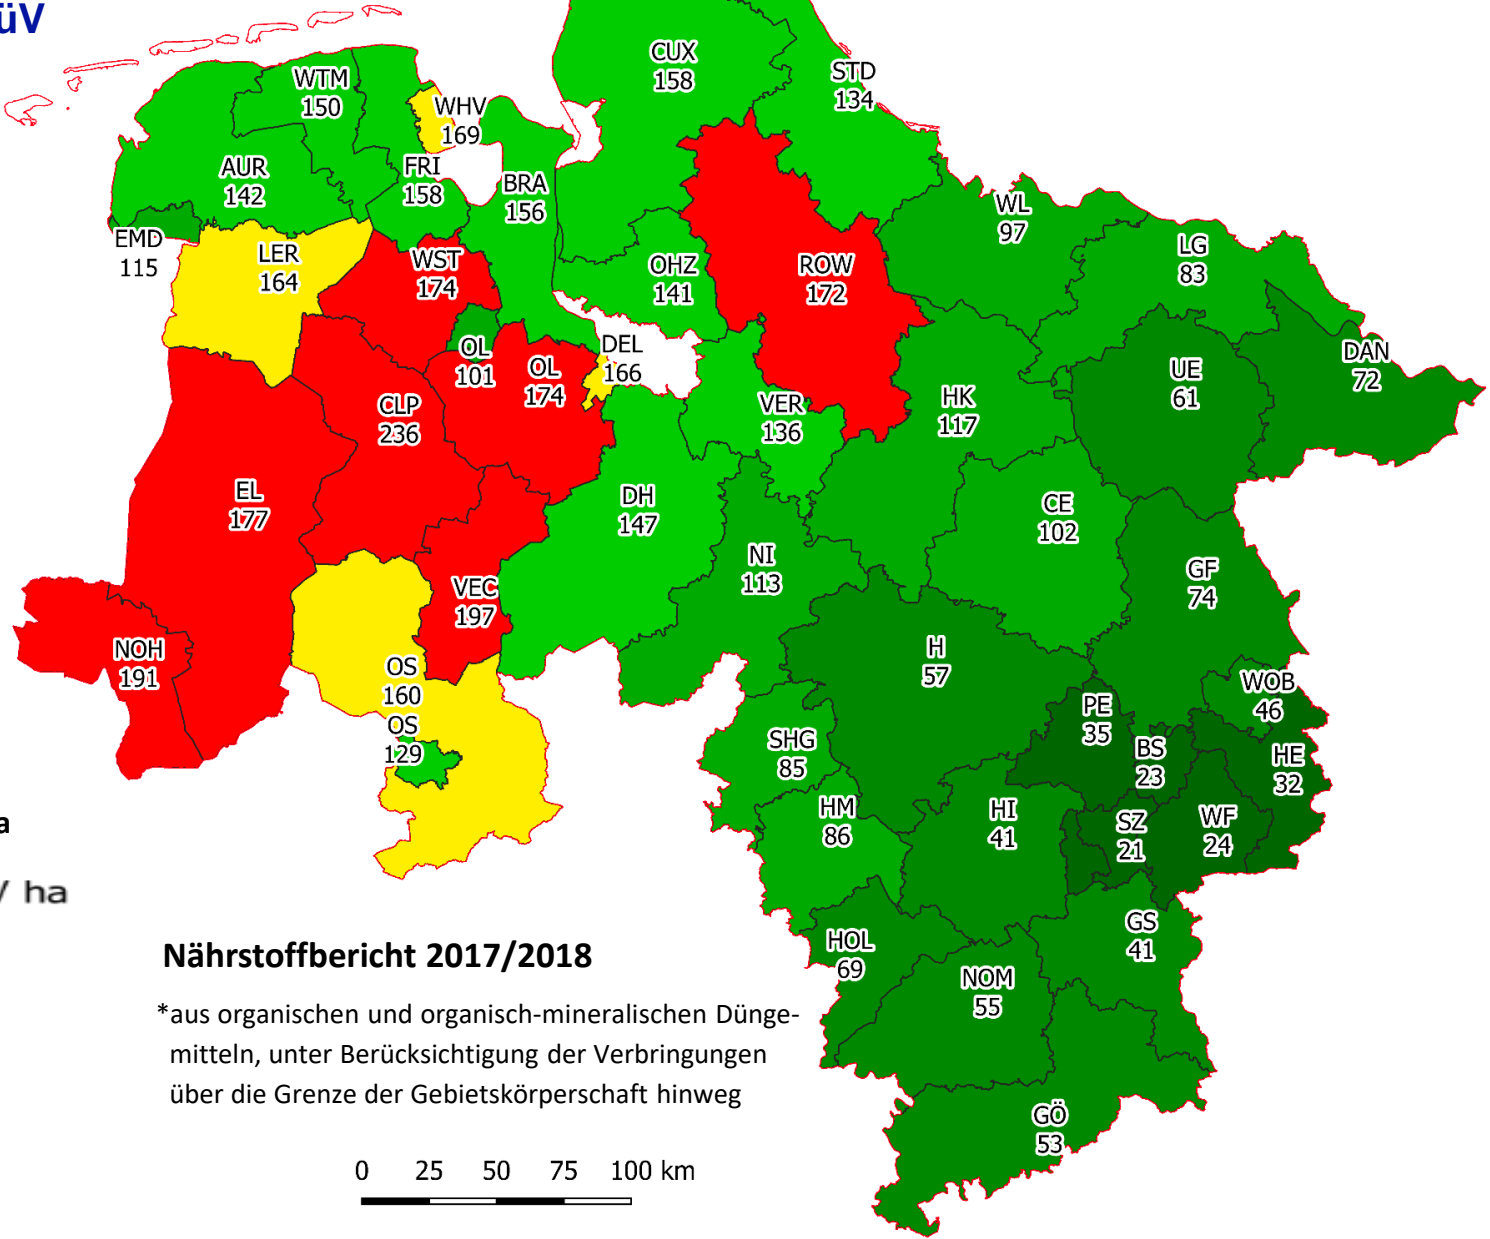 üV
CUX
158
STD
134
WTM
150
WHV
169
AUR
142
FRI
158
BRA
156
EMD
115
LER
164
WST
174
OHZ
141
ROW
172
WL
97
LG
83
OL
101
OL
174
DEL
166
DAN
72
UE
61
CLP
236
VER
136
HK
117
EL
177
DH
147
CE
102
NI
113
GF
74
VEC
197
NOH
191
OS
160
H
57
WOB
46
OS
129
PE
35
SHG
85
BS
23
HE
32
HM
86
HI
41
SZ
21
WF
24
a
/ ha
GS
41
HOL
69
NOM
55
GÖ
53
Nährstoffbericht 2017/2018
*aus organischen und organisch-mineralischen Dünge-
mitteln, unter Berücksichtigung der Verbringungen
über die Grenze der Gebietskörperschaft hinweg
0 25 50 75 100 km